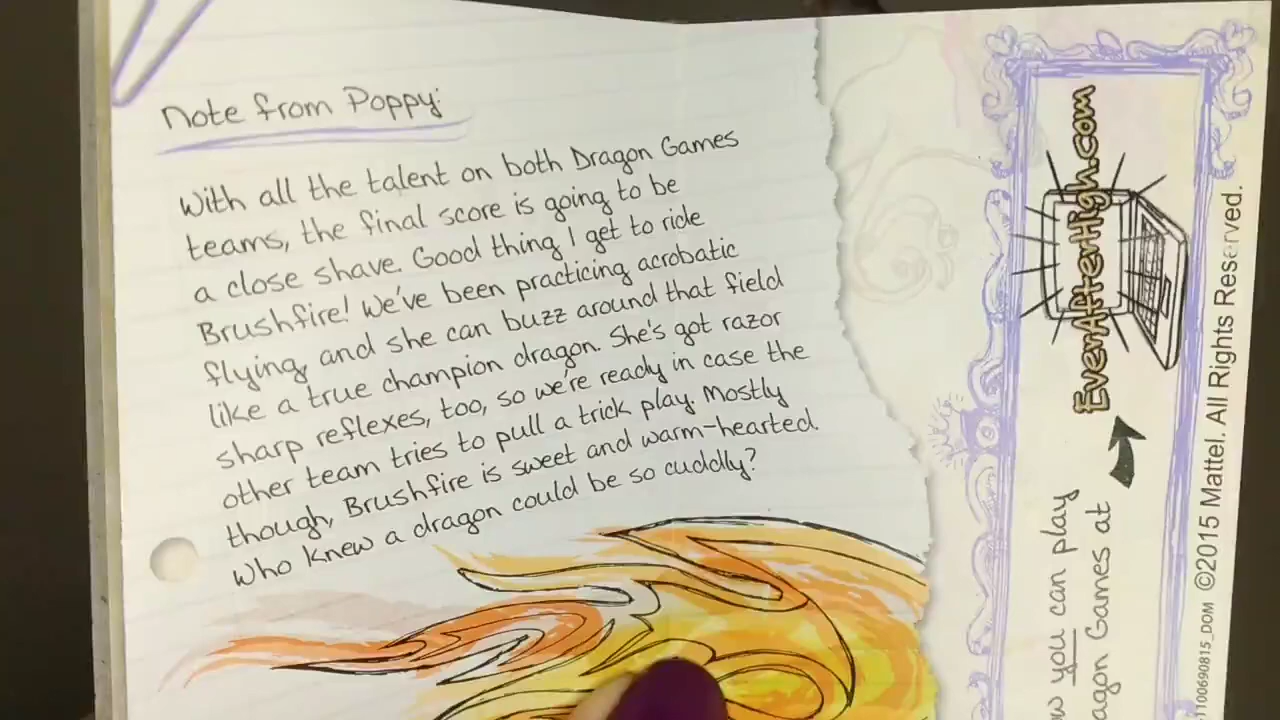 Note from Poppy:
With all the talent on both Dragon Games
teams, the final score is going to be
a close shave. Good thing I get to ride
Brushfire! We've been practicing acrobatic
flying, and she can buzz around that field
like a true champion dragon. She's got razor
sharp reflexes, too, so we're ready in case the
other team tries to pull a trick play. Mostly
though, Brushfire is sweet and warm-hearted.
Who knew a dragon could be so cuddly?
you can play
Games at
EverAfterHigh.com
1100690815_DOM ©2015 Mattel. All Rights Reserved.